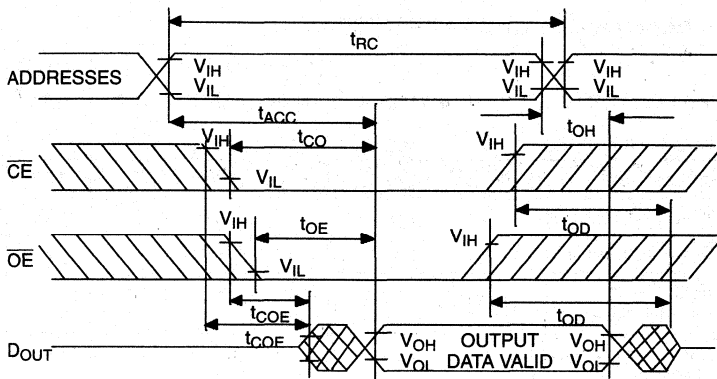 tRC
ADDRESSES
VIH
VIL
VIH
VIL
VIH
VIL
tACC
tOH
VIH
tCO
VIH
CE
VIL
tOD
VIH
tOE
VIH
OE
VIL
tCOE
tOD
tCOE
DOUT
VOH
VOL
OUTPUT
DATA VALID
VOH
VOL